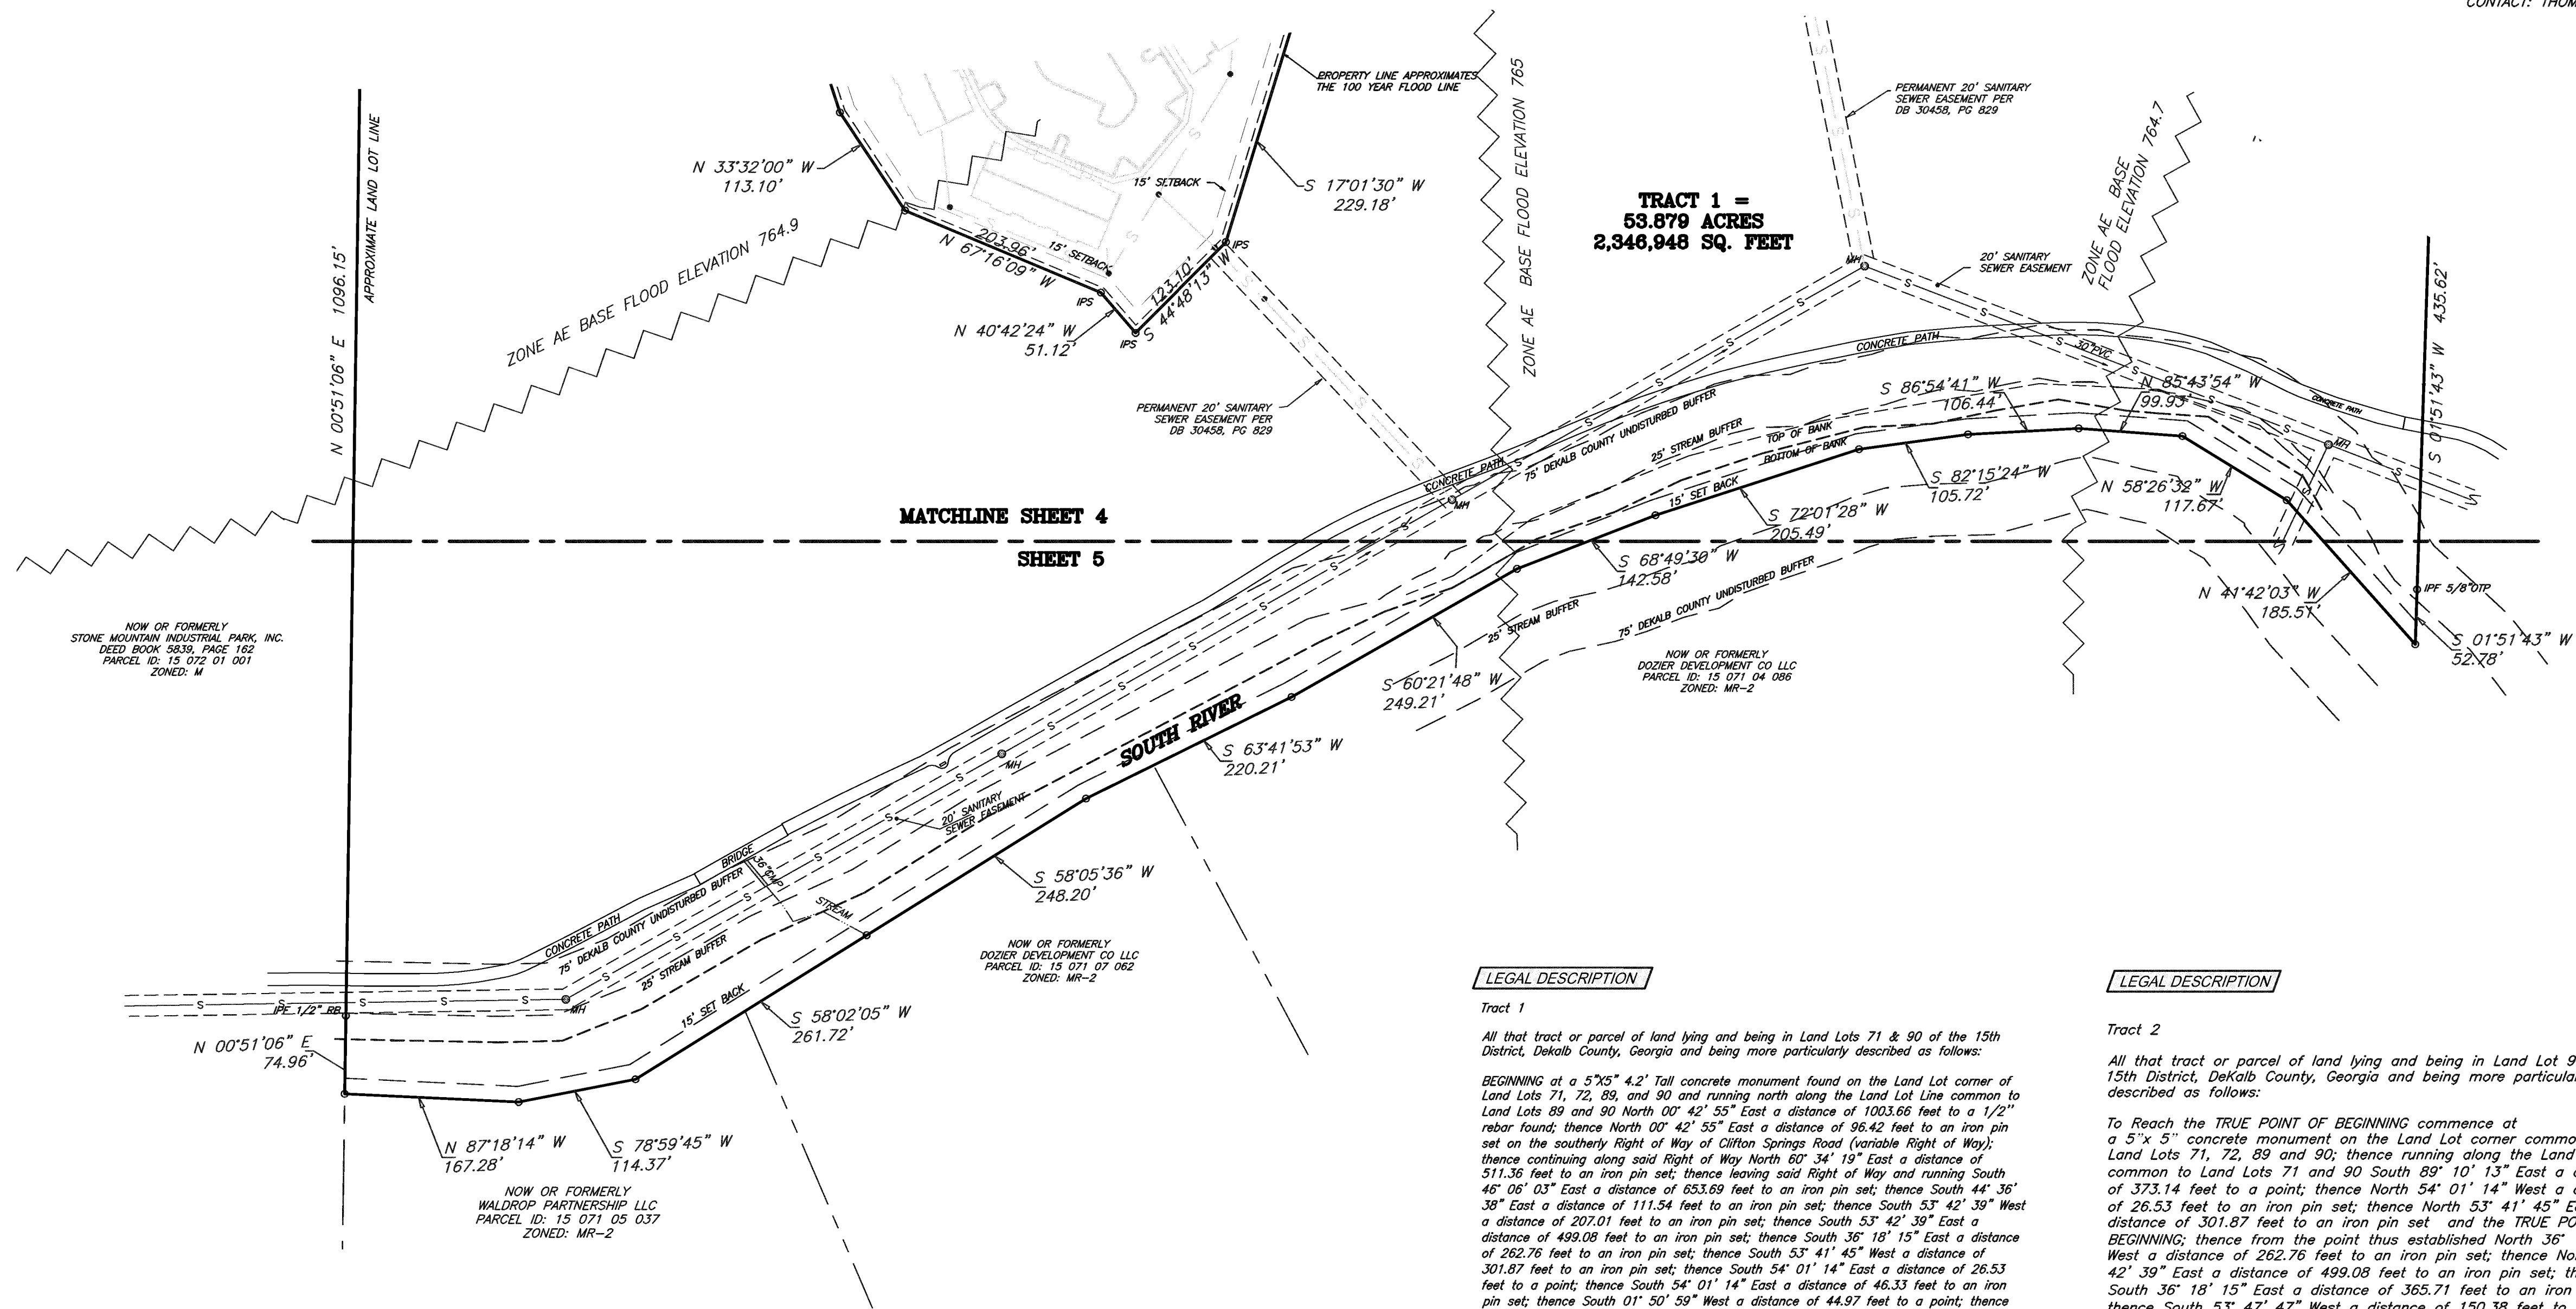 CONTACT: THOM
PROPERTY LINE APPROXIMATES
THE 100 YEAR FLOOD LINE
PERMANENT 20' SANITARY
SEWER EASEMENT PER
DB 30458, PG 829
ZONE AE BASE FLOOD ELEVATION 765
ZONE AE BASE
FLOOD ELEVATION 764.7
APPROXIMATE LAND LOT LINE
N 00°51'06" E 1096.15'
ZONE AE BASE FLOOD ELEVATION 764.9
N 33°32'00" W
113.10'
15' SETBACK
S 17°01'30" W
229.18'
TRACT 1 =
53.879 ACRES
2,346,948 SQ. FEET
203.96'
N 67°16'09" W
15' SETBACK
IPS
IPS
IPS
123.10'
S 44°48'13" W
N 40°42'24" W
51.12'
MH
20' SANITARY
SEWER EASEMENT
S 01°51'43" W 435.62'
PERMANENT 20' SANITARY
SEWER EASEMENT PER
DB 30458, PG 829
CONCRETE PATH
30"PVC
S 86°54'41" W
106.44'
N 85°43'54" W
99.93'
CONCRETE PATH
75' DEKALB COUNTY UNDISTURBED BUFFER
25' STREAM BUFFER
TOP OF BANK
BOTTOM OF BANK
MH
CONCRETE PATH
MH
15' SET BACK
S 82°15'24" W
105.72'
N 58°26'32" W
117.67'
S 72°01'28" W
205.49'
MATCHLINE SHEET 4
SHEET 5
S 68°49'30" W
142.58'
N 41°42'03" W
185.51'
IPF 5/8"OTP
S 01°51'43" W
52.78'
25' STREAM BUFFER
75' DEKALB COUNTY UNDISTURBED BUFFER
NOW OR FORMERLY
STONE MOUNTAIN INDUSTRIAL PARK, INC.
DEED BOOK 5839, PAGE 162
PARCEL ID: 15 072 01 001
ZONED: M
NOW OR FORMERLY
DOZIER DEVELOPMENT CO LLC
PARCEL ID: 15 071 04 086
ZONED: MR-2
S 60°21'48" W
249.21'
SOUTH RIVER
S 63°41'53" W
220.21'
MH
20' SANITARY
SEWER EASEMENT
BRIDGE
36"CMP
STREAM
S 58°05'36" W
248.20'
CONCRETE PATH
75' DEKALB COUNTY UNDISTURBED BUFFER
25' STREAM BUFFER
NOW OR FORMERLY
DOZIER DEVELOPMENT CO LLC
PARCEL ID: 15 071 07 062
ZONED: MR-2
15' SET BACK
S 58°02'05" W
261.72'
IPF 1/2" RB
MH
N 00°51'06" E
74.96'
N 87°18'14" W
167.28'
S 78°59'45" W
114.37'
NOW OR FORMERLY
WALDROP PARTNERSHIP LLC
PARCEL ID: 15 071 05 037
ZONED: MR-2
LEGAL DESCRIPTION
Tract 1
All that tract or parcel of land lying and being in Land Lots 71 & 90 of the 15th
District, Dekalb County, Georgia and being more particularly described as follows:
BEGINNING at a 5"X5" 4.2' Tall concrete monument found on the Land Lot corner of
Land Lots 71, 72, 89, and 90 and running north along the Land Lot Line common to
Land Lots 89 and 90 North 00° 42' 55" East a distance of 1003.66 feet to a 1/2"
rebar found; thence North 00° 42' 55" East a distance of 96.42 feet to an iron pin
set on the southerly Right of Way of Clifton Springs Road (variable Right of Way);
thence continuing along said Right of Way North 60° 34' 19" East a distance of
511.36 feet to an iron pin set; thence leaving said Right of Way and running South
46° 06' 03" East a distance of 653.69 feet to an iron pin set; thence South 44° 36'
38" East a distance of 111.54 feet to an iron pin set; thence South 53° 42' 39" West
a distance of 207.01 feet to an iron pin set; thence South 53° 42' 39" East a
distance of 499.08 feet to an iron pin set; thence South 36° 18' 15" East a distance
of 262.76 feet to an iron pin set; thence South 53° 41' 45" West a distance of
301.87 feet to an iron pin set; thence South 54° 01' 14" East a distance of 26.53
feet to a point; thence South 54° 01' 14" East a distance of 46.33 feet to an iron
pin set; thence South 01° 50' 59" West a distance of 44.97 feet to a point; thence
LEGAL DESCRIPTION
Tract 2
All that tract or parcel of land lying and being in Land Lot 9
15th District, DeKalb County, Georgia and being more particula
described as follows:
To Reach the TRUE POINT OF BEGINNING commence at
a 5"x 5" concrete monument on the Land Lot corner commo
Land Lots 71, 72, 89 and 90; thence running along the Land
common to Land Lots 71 and 90 South 89° 10' 13" East a d
of 373.14 feet to a point; thence North 54° 01' 14" West a d
of 26.53 feet to an iron pin set; thence North 53° 41' 45" Ea
distance of 301.87 feet to an iron pin set and the TRUE PO
BEGINNING; thence from the point thus established North 36°
West a distance of 262.76 feet to an iron pin set; thence No
42' 39" East a distance of 499.08 feet to an iron pin set; th
South 36° 18' 15" East a distance of 365.71 feet to an iron
thence South 53° 47' 47" West a distance of 150.38 feet to